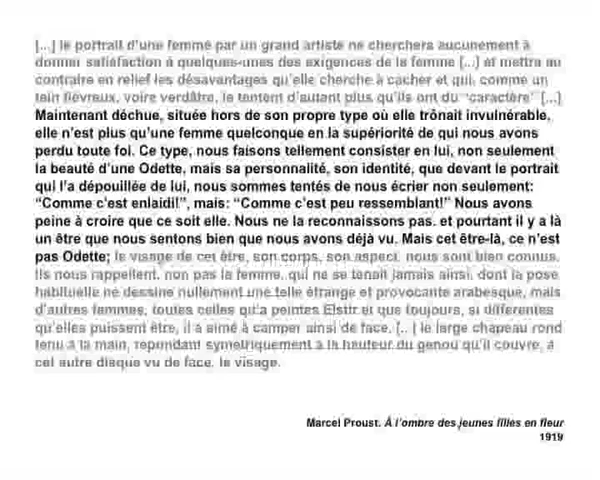 [...] le portrait d'une femme par un grand artiste ne cherchera aucunement à
donner satisfaction à quelques-unes des exigences de la femme [...) et mettra au
contraire en relief les désavantages qu'elle cherche à cacher et qui, comme un
tein fiévreux, voire verdâtre, le tentent d'autant plus qu'ils ont du "caractère" [...]
Maintenant déchue, située hors de son propre type où elle trônait invulnérable,
elle n'est plus qu'une femme quelconque en la supériorité de qui nous avons
perdu toute foi. Ce type, nous faisons tellement consister en lui, non seulement
la beauté d'une Odette, mais sa personnalité, son identité, que devant le portrait
qui l'a dépouillée de lui, nous sommes tentés de nous écrier non seulement:
"Comme c'est enlaidi!", mais: "Comme c'est peu ressemblant!" Nous avons
peine à croire que ce soit elle. Nous ne la reconnaissons pas. et pourtant il y a là
un être que nous sentons bien que nous avons déjà vu. Mais cet être-là, ce n'est
pas Odette; le visage de cet être, son corps, son aspect, nous sont bien connus.
Ils nous rappellent, non pas la femme, qui ne se tenait jamais ainsi, dont la pose
habituelle ne dessine nullement une telle étrange et provocante arabesque, mais
d'autres femmes, toutes celles qu'a peintes Elstir et que toujours, si différentes
qu'elles puissent être, il a aimé à camper ainsi de face, [...] le large chapeau rond
tenu à la main, répondant symétriquement à la hauteur du genou qu'il couvre, à
cet autre disque vu de face, le visage.
Marcel Proust. À l'ombre des jeunes filles en fleur
1919